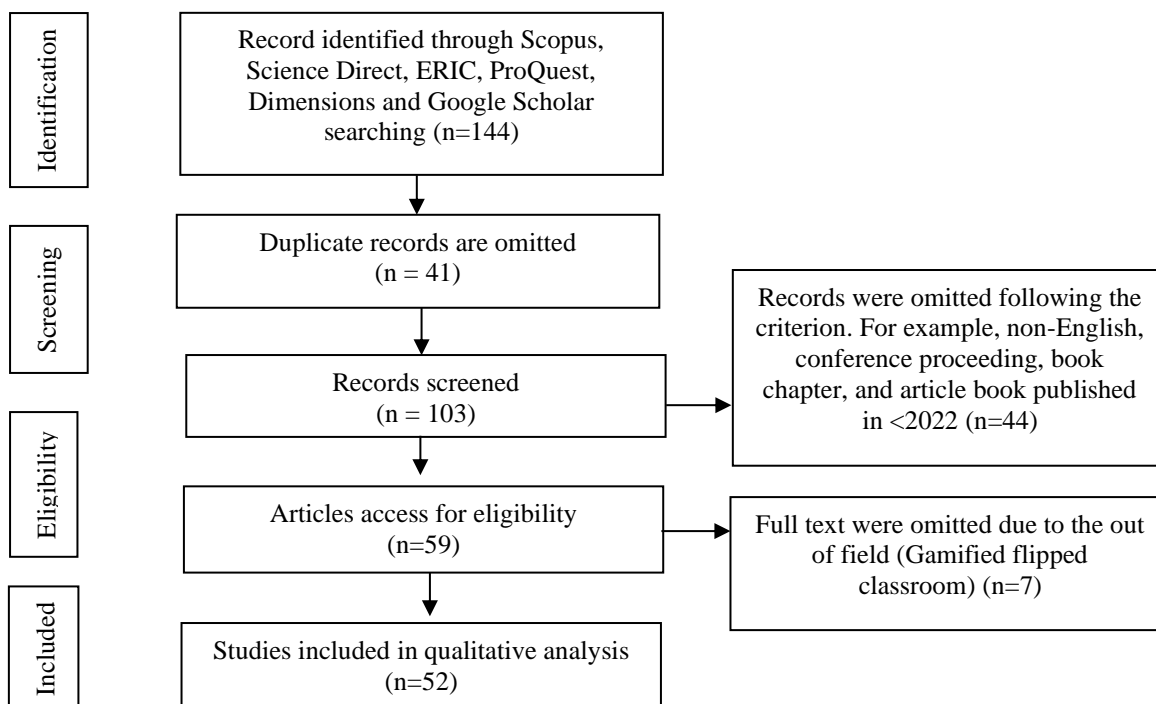 Identification
Record identified through Scopus,
Science Direct, ERIC, ProQuest,
Dimensions and Google Scholar
searching (n=144)
Screening
Duplicate records are omitted
(n = 41)
Records screened
(n = 103)
Records were omitted following the
criterion. For example, non-English,
conference proceeding, book
chapter, and article book published
in <2022 (n=44)
Eligibility
Articles access for eligibility
(n=59)
Full text were omitted due to the out
of field (Gamified flipped
classroom) (n=7)
Included
Studies included in qualitative analysis
(n=52)